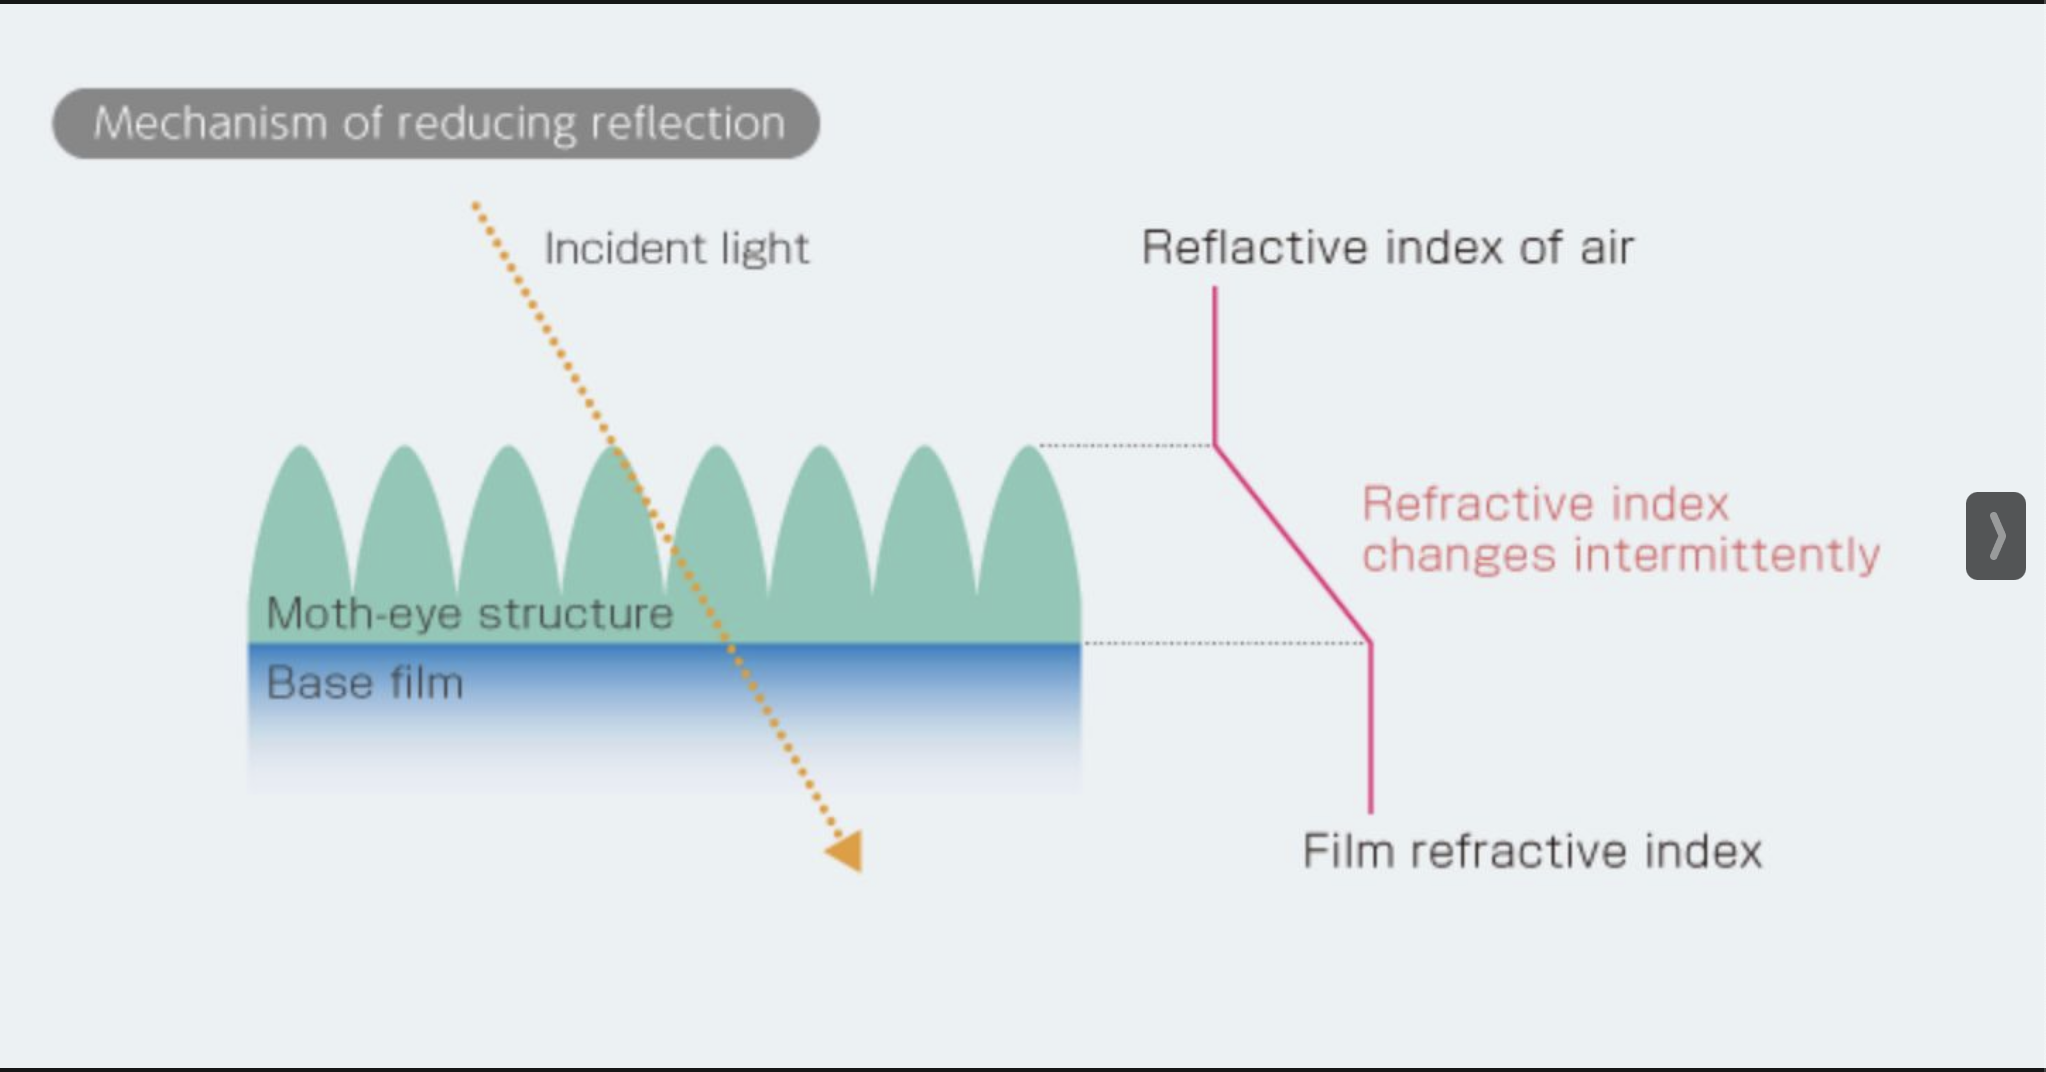 Mechanism of reducing reflection
Incident light
Reflactive index of air
Refractive index
changes intermittently
Moth-eye structure
Base film
Film refractive index